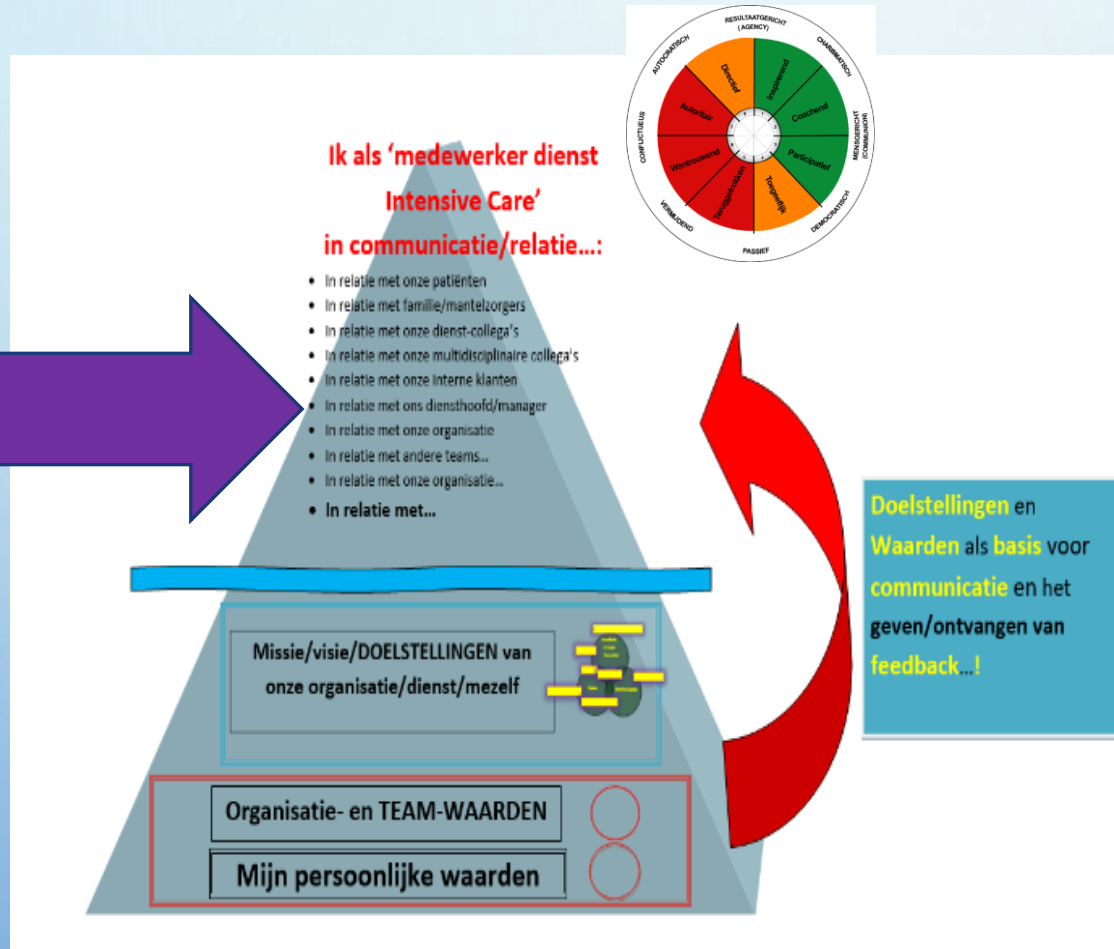 RESULTAATGERICHT
(AGENCY)
AUTOCRATISCH
CHARISMATISCH
Directief
Inspirerend
Autoritair
Coachend
CONFLICTUEUS
MENSGERICHT
(COMMUNION)
Wantrouwend
Participatief
Teruggetrokken
Toegeeflijk
VERMIJDEND
DEMOCRATISCH
PASSIEF
Ik als ‘medewerker dienst
Intensive Care’
in communicatie/relatie...:
• In relatie met onze patiënten
• In relatie met familie/mantelzorgers
• In relatie met onze dienst-collega's
• In relatie met onze multidisciplinaire collega's
• In relatie met onze interne klanten
• In relatie met ons diensthoofd/manager
• In relatie met onze organisatie
• In relatie met andere teams...
• In relatie met onze organisatie...
• In relatie met...
Doelstellingen en
Waarden als basis voor
communicatie en het
geven/ontvangen van
feedback...!
Missie/visie/DOELSTELLINGEN van
onze organisatie/dienst/mezelf
Organisatie- en TEAM-WAARDEN
Mijn persoonlijke waarden